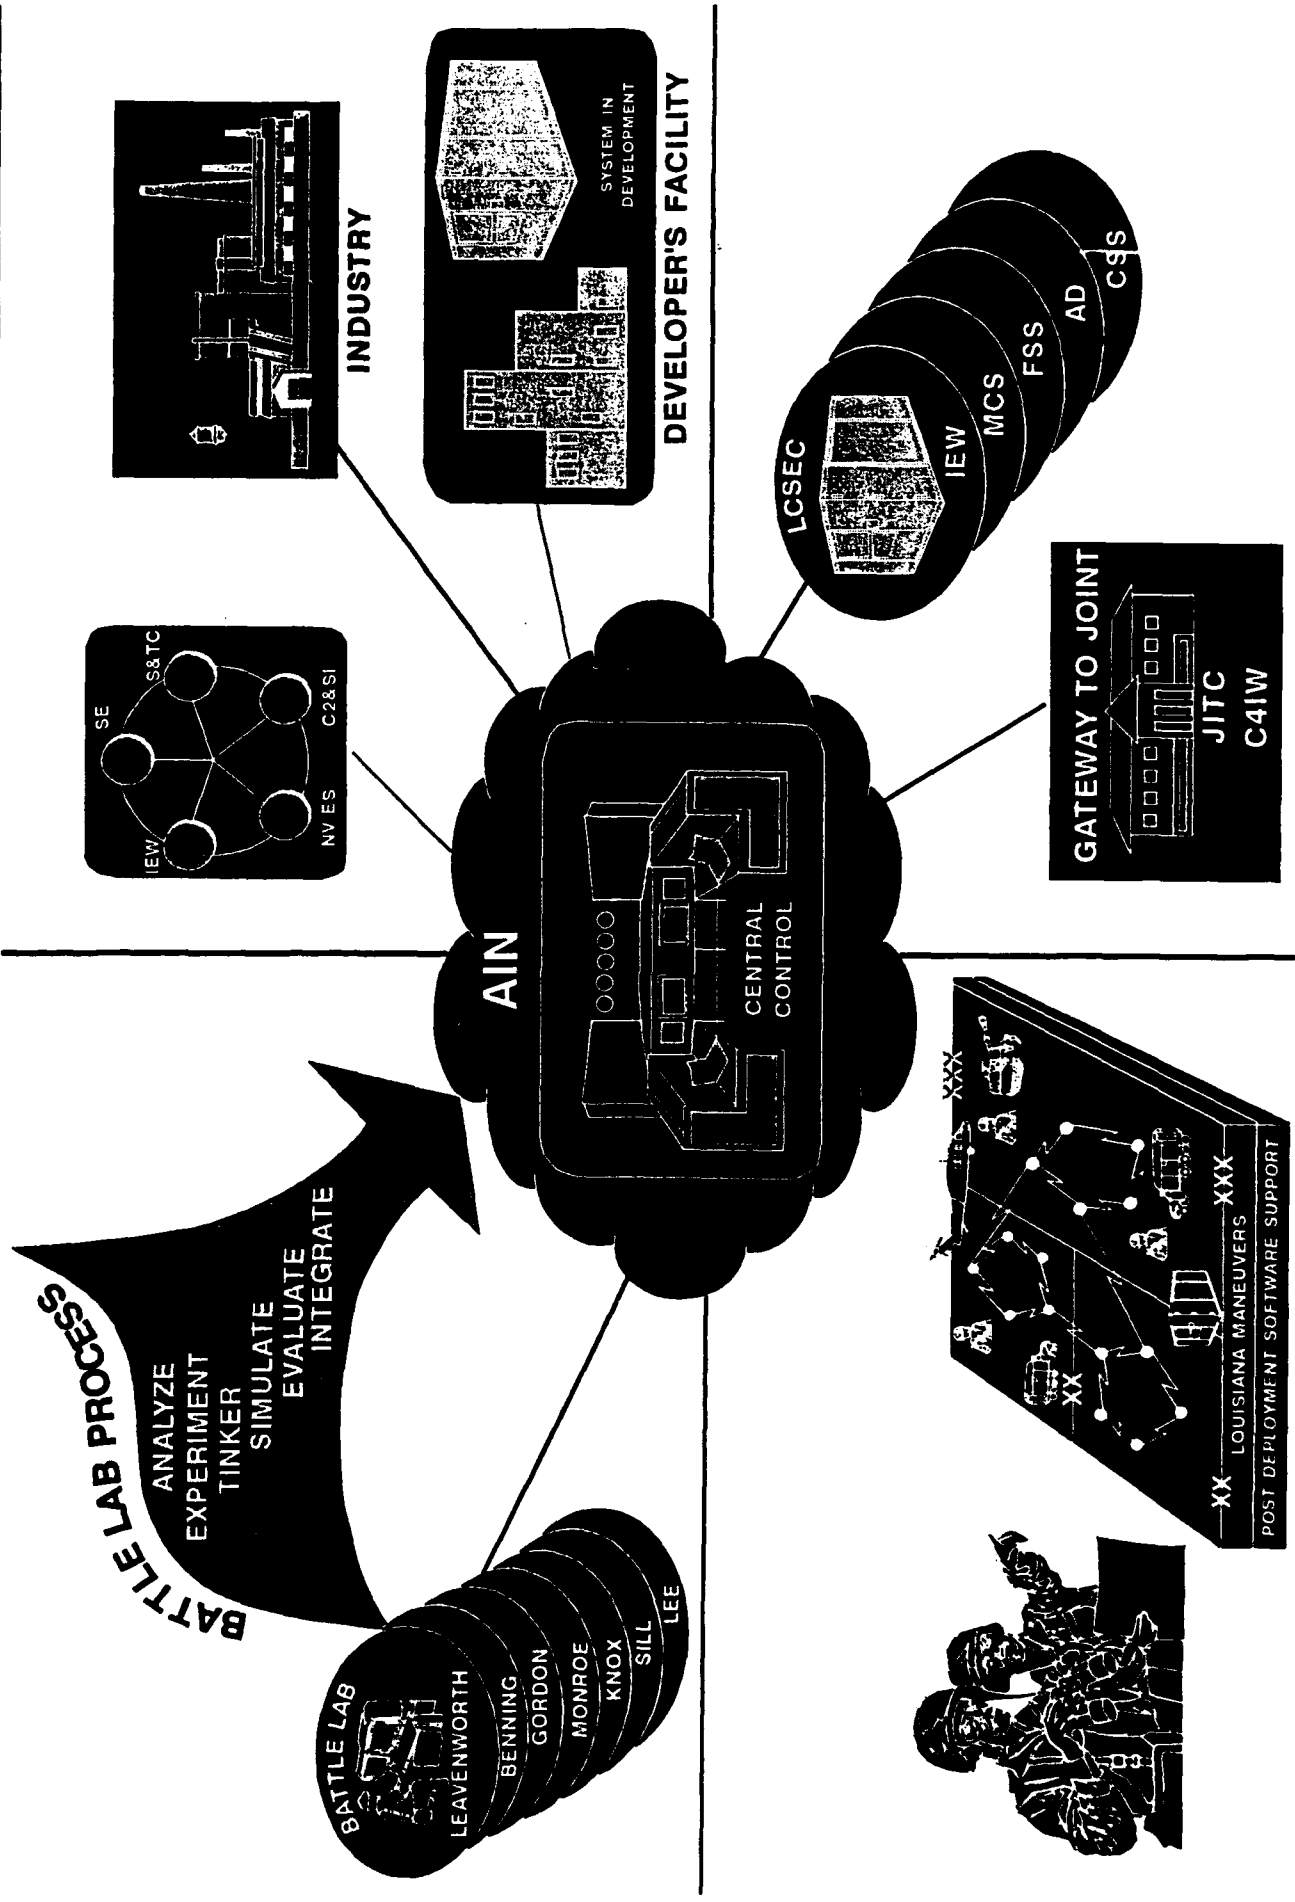 BATTLE LAB PROCESS
ANALYZE
EXPERIMENT
TINKER
SIMULATE
EVALUATE
INTEGRATE
BATTLE LAB
LEAVENWORTH
BENNING
GORDON
MONROE
KNOX
SILL
LEE
SE
S&TC
IEW
NV ES
C2&SI
INDUSTRY
SYSTEM IN
DEVELOPMENT
DEVELOPER'S FACILITY
AIN
CENTRAL
CONTROL
LCSEC
IEW
MCS
FSS
AD
CSS
GATEWAY TO JOINT
JITC
C4IW
XXX
XX
XX
XXX
LOUISIANA MANEUVERS
POST DEPLOYMENT SOFTWARE SUPPORT